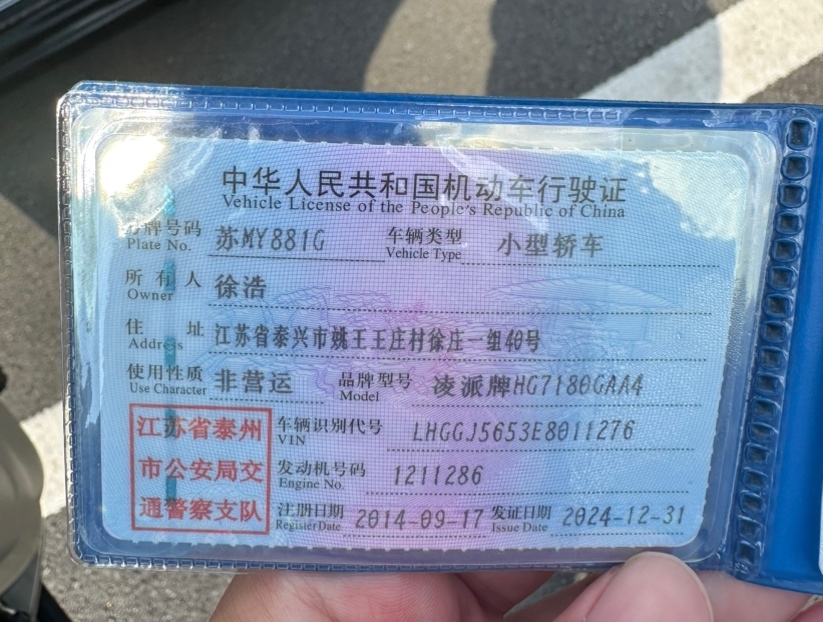 中华人民共和国机动车行驶证
Vehicle License of the People's Republic of China
号牌号码 苏MY881G 车辆类型 小型轿车
Plate No. Vehicle Type
所有人 徐浩
Owner
住址 江苏省泰兴市姚王王庄村徐庄一组40号
Address
使用性质 非营运 品牌型号 凌派牌HG7180GAA4
Use Character Model
江苏省泰州 车辆识别代号 LHGGJ5653E8011276
VIN
市公安局交 发动机号码 1211286
Engine No.
通警察支队 注册日期 2014-09-17 发证日期 2024-12-31
Register Date Issue Date